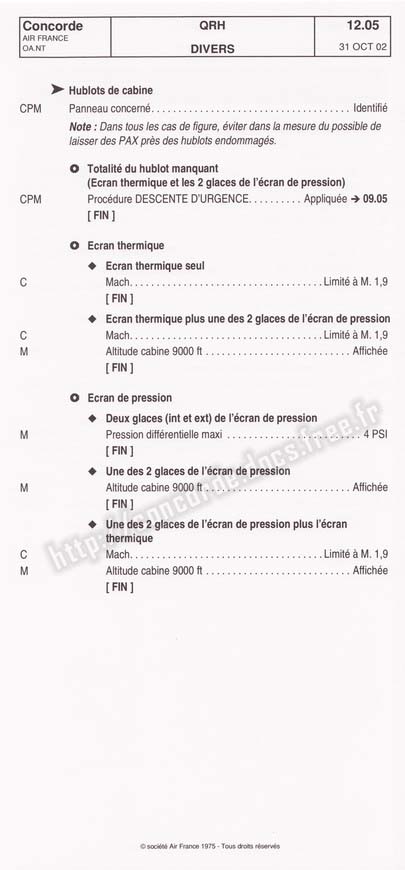 Concorde
AIR FRANCE
OA.NT
QRH
DIVERS
12.05
31 OCT 02
➤ Hublots de cabine
CPM Panneau concerné. . . . . . . . . . . . . . . . . . . . . . . . . . . . . . Identifié
Note : Dans tous les cas de figure, éviter dans la mesure du possible de
laisser des PAX près des hublots endommagés.
Totalité du hublot manquant
(Ecran thermique et les 2 glaces de l'écran de pression)
CPM Procédure DESCENTE D'URGENCE. . . . . . . . . . Appliquée ➔ 09.05
[ FIN ]
Ecran thermique
◆ Ecran thermique seul
C Mach. . . . . . . . . . . . . . . . . . . . . . . . . . . . . . Limité à M. 1,9
[ FIN ]
◆ Ecran thermique plus une des 2 glaces de l'écran de pression
C Mach. . . . . . . . . . . . . . . . . . . . . . . . . . . . . . Limité à M. 1,9
M Altitude cabine 9000 ft . . . . . . . . . . . . . . . . . . . . . . Affichée
[ FIN ]
Ecran de pression
◆ Deux glaces (int et ext) de l'écran de pression
M Pression différentielle maxi . . . . . . . . . . . . . . . . . . . . 4 PSI
[ FIN ]
◆ Une des 2 glaces de l'écran de pression
M Altitude cabine 9000 ft . . . . . . . . . . . . . . . . . . . . . . Affichée
[ FIN ]
◆ Une des 2 glaces de l'écran de pression plus l'écran
thermique
C Mach. . . . . . . . . . . . . . . . . . . . . . . . . . . . . . Limité à M. 1,9
M Altitude cabine 9000 ft . . . . . . . . . . . . . . . . . . . . . . Affichée
[ FIN ]
http://concorde.docs.free.fr
© société Air France 1975 - Tous droits réservés